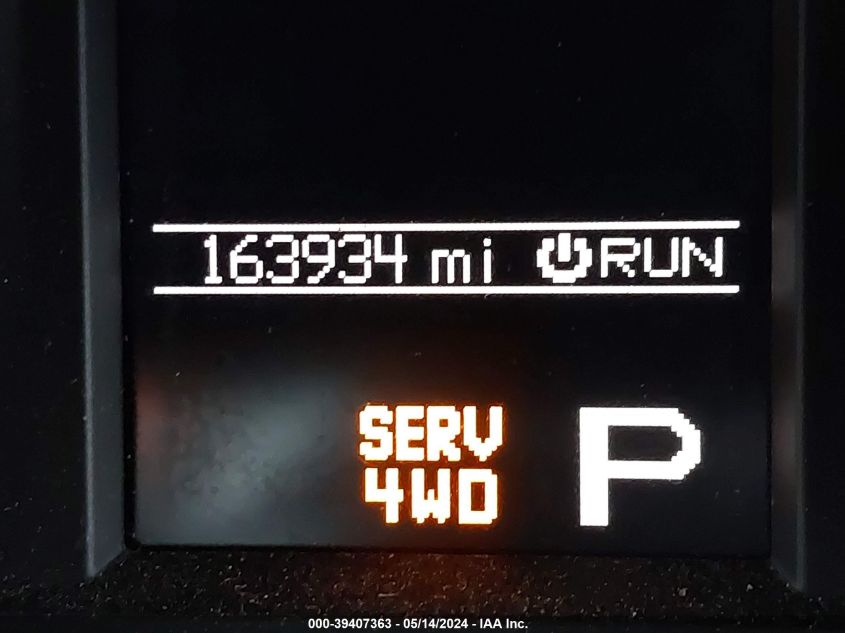 163934 mi ⏻RUN
SERV
4WD
P
000-39407363 - 05/14/2024 - IAA Inc.